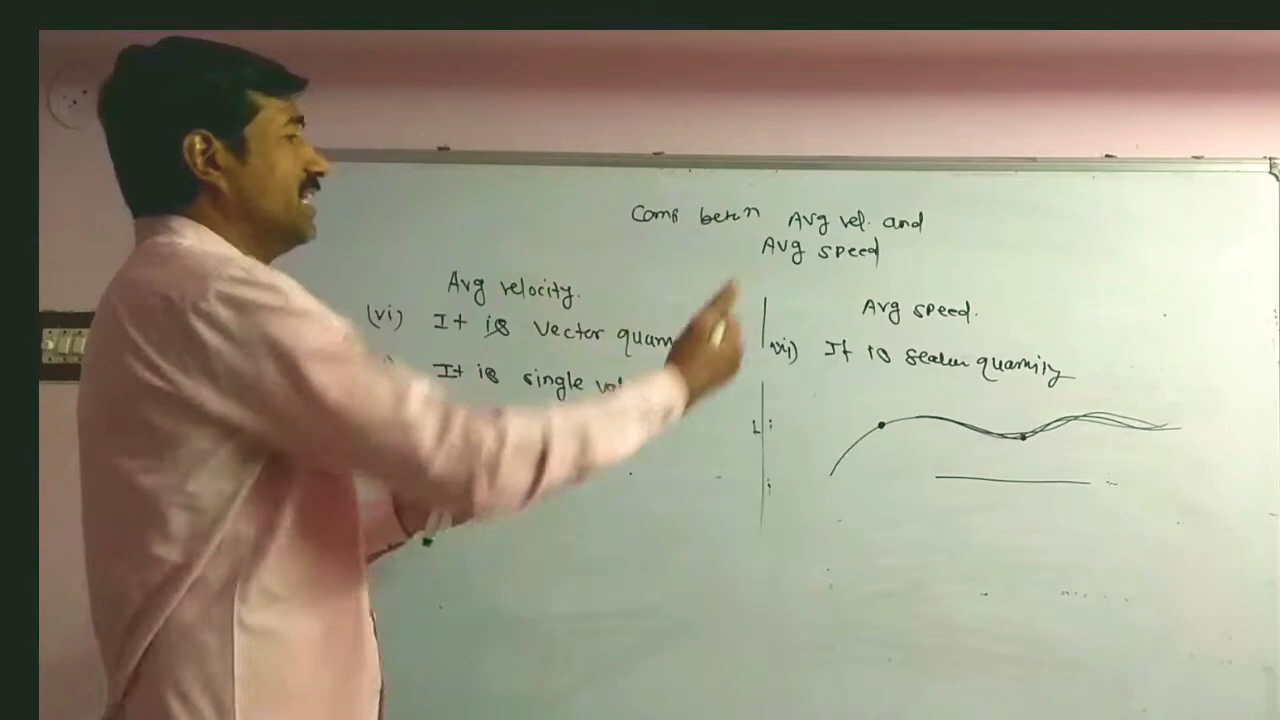 Comp betn Avg vel. and
Avg speed
Avg velocity.
(vi) It is vector quan
It is single val
Avg speed.
vi) It is scalar quantity